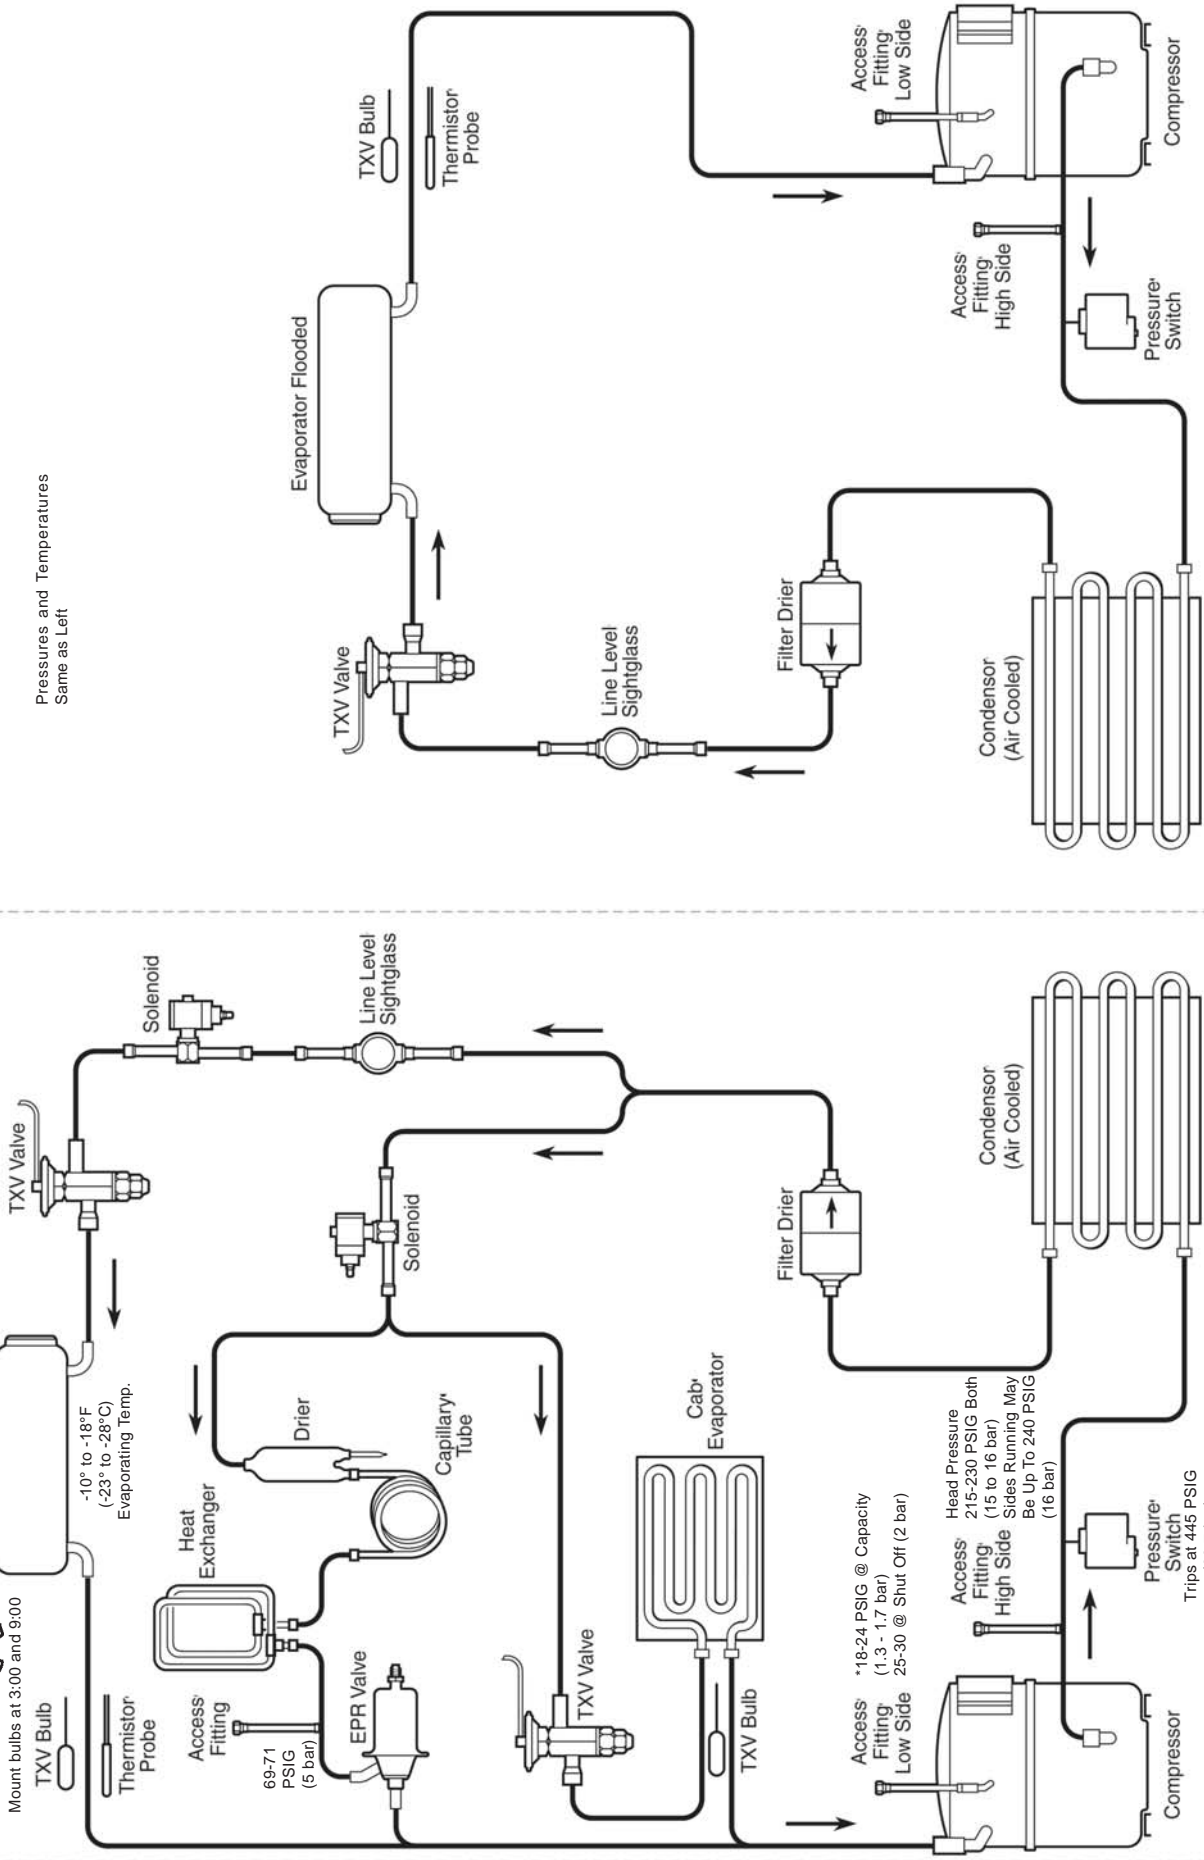 Mount bulbs at 3:00 and 9:00
TXV Bulb
Thermistor
Probe
-10° to -18°F
(-23° to -28°C)
Evaporating Temp.
TXV Valve
Solenoid
Access
Fitting
69-71
PSIG
(5 bar)
Heat
Exchanger
Drier
EPR Valve
Capillary
Tube
Solenoid
Line Level
Sightglass
TXV Valve
TXV Bulb
Cab
Evaporator
Filter Drier
Access
Fitting
Low Side
*18-24 PSIG @ Capacity
(1.3 - 1.7 bar)
25-30 @ Shut Off (2 bar)
Access
Fitting
High Side
Head Pressure
215-230 PSIG Both
(15 to 16 bar)
Sides Running May
Be Up To 240 PSIG
(16 bar)
Condensor
(Air Cooled)
Compressor
Pressure
Switch
Trips at 445 PSIG
Pressures and Temperatures
Same as Left
Evaporator Flooded
TXV Valve
TXV Bulb
Thermistor
Probe
Line Level
Sightglass
Filter Drier
Access
Fitting
Low Side
Access
Fitting
High Side
Condensor
(Air Cooled)
Pressure
Switch
Compressor